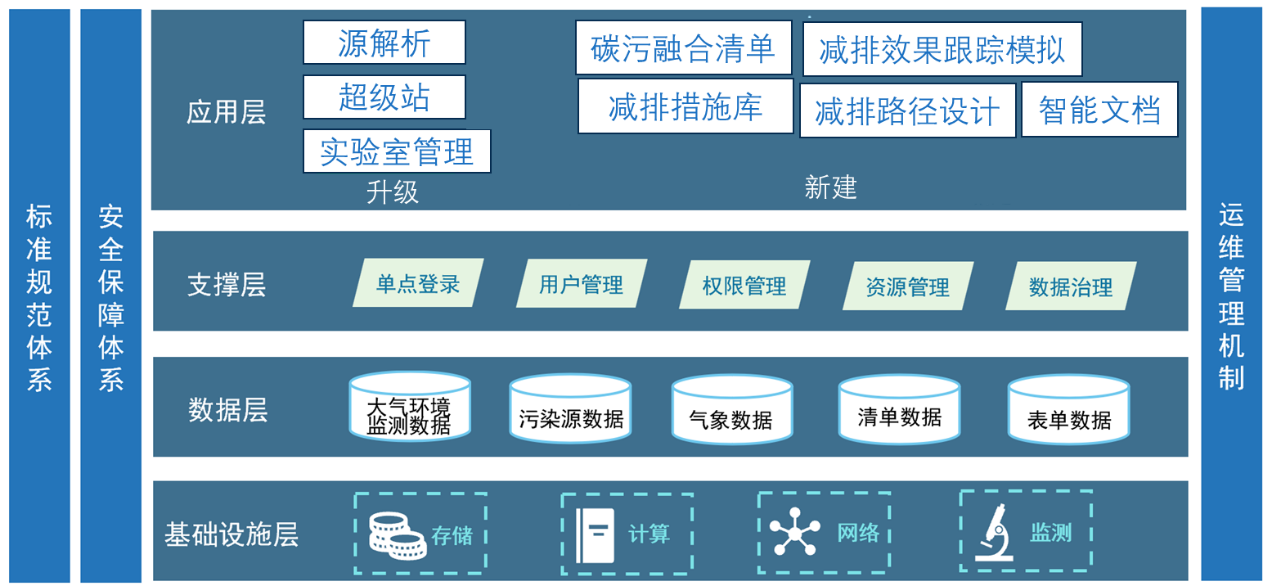 标准规范体系
安全保障体系
应用层
源解析
超级站
实验室管理
升级
碳污融合清单
减排效果跟踪模拟
减排措施库
减排路径设计
智能文档
新建
支撑层
单点登录
用户管理
权限管理
资源管理
数据治理
数据层
大气环境
监测数据
污染源数据
气象数据
清单数据
表单数据
基础设施层
存储
计算
网络
监测
运维管理机制